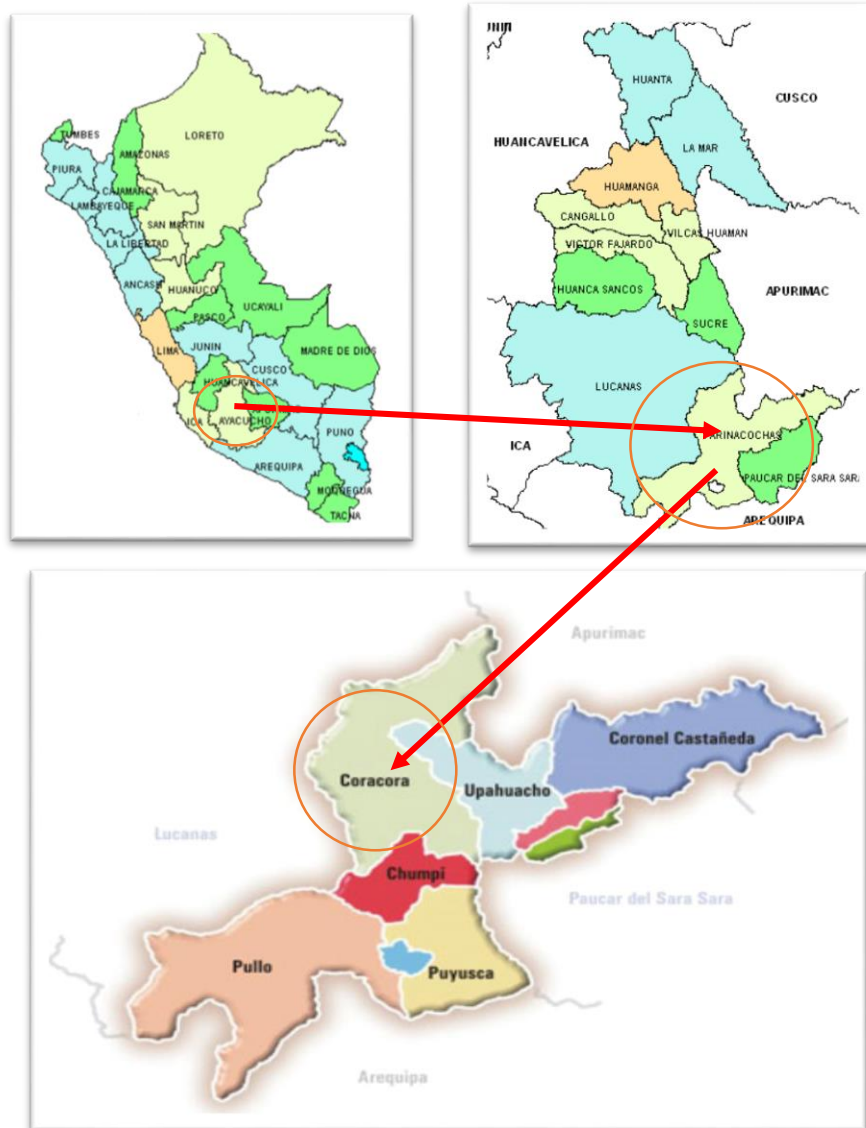 LORETO
TUMBES
AMAZONAS
PIURA
CAJAMARCA
LAMBAYEQUE
SAN MARTIN
LA LIBERTAD
ANCASH
HUANUCO
UCAYALI
PASCO
LIMA
JUNIN
MADRE DE DIOS
CUSCO
HUANCAVELICA
ICA
AYACUCHO
PUNO
AREQUIPA
MOQUEGUA
TACNA
HUANTA
CUSCO
HUANCAVELICA
LA MAR
HUAMANGA
CANGALLO
VILCAS HUAMAN
VICTOR FAJARDO
APURIMAC
HUANCA SANCOS
SUCRE
LUCANAS
ARINACOCHAS
ICA
PAUCAR DEL SARA SARA
AREQUIPA
Apurimac
Coronel Castañeda
Coracora
Upahuacho
Lucanas
Chumpi
Paucar del Sara Sara
Pullo
Puyusca
Arequipa